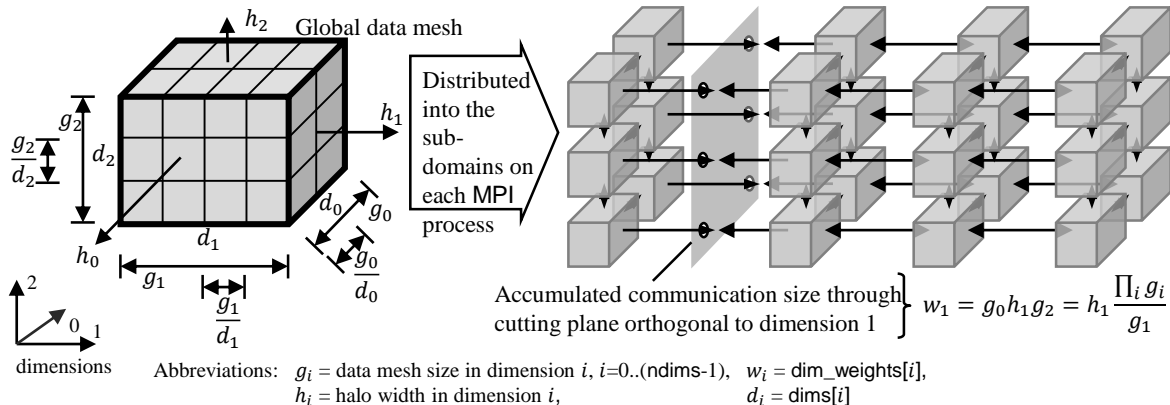 h₂
Global data mesh
g₂
g₂/d₂
d₂
h₁
h₀
d₁
g₁
g₁/d₁
d₀
g₀
g₀/d₀
2
0
1
dimensions
Distributed
into the
sub-
domains on
each MPI
process
Accumulated communication size through
cutting plane orthogonal to dimension 1
w₁ = g₀h₁g₂ = h₁ ∏ᵢ gᵢ / g₁
Abbreviations: gᵢ = data mesh size in dimension i, i=0..(ndims-1), wᵢ = dim_weights[i],
hᵢ = halo width in dimension i, dᵢ = dims[i]